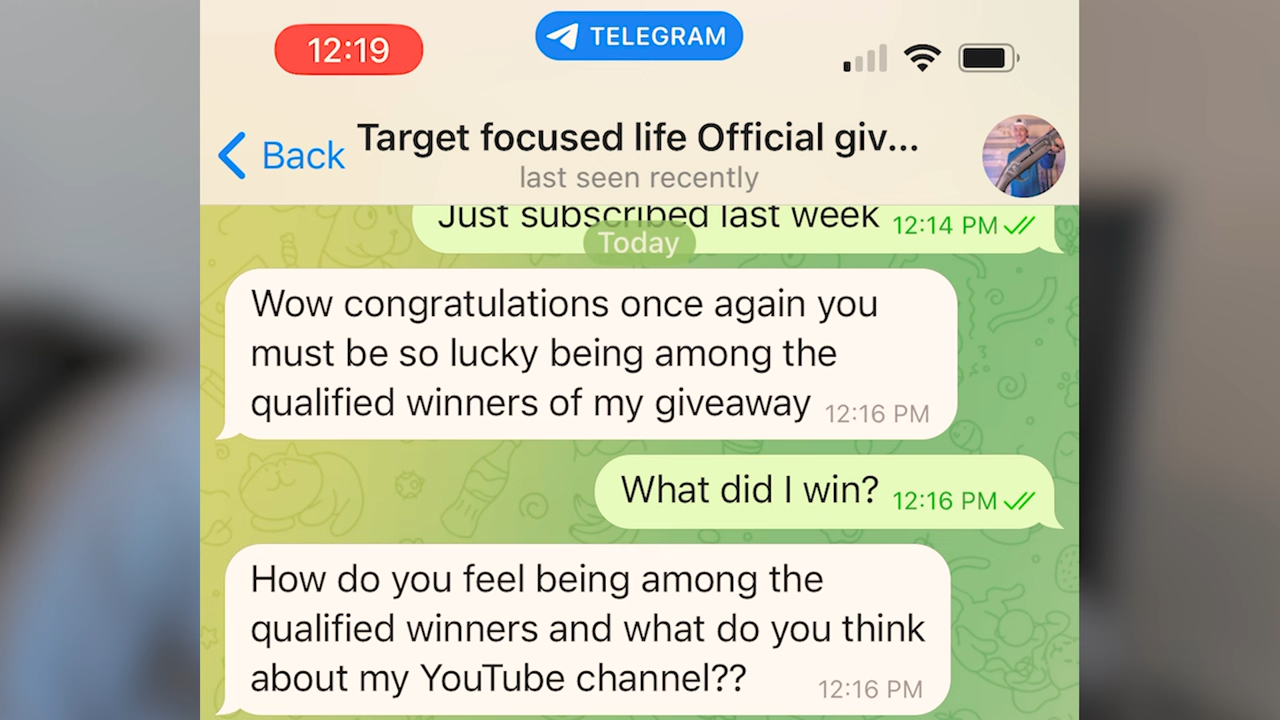 12:19
TELEGRAM
Back
Target focused life Official giv...
last seen recently
Just subscribed last week 12:14 PM
Today
Wow congratulations once again you
must be so lucky being among the
qualified winners of my giveaway 12:16 PM
What did I win? 12:16 PM
How do you feel being among the
qualified winners and what do you think
about my YouTube channel?? 12:16 PM